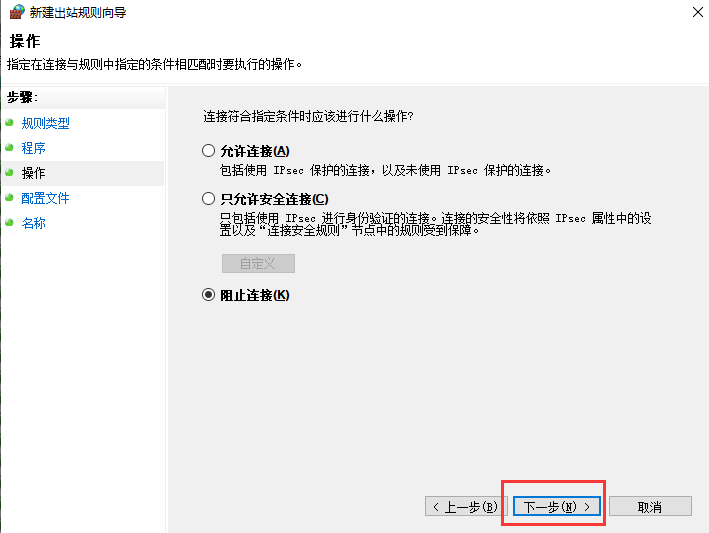 新建出站规则向导
操作
指定在连接与规则中指定的条件相匹配时要执行的操作。
步骤:
规则类型
程序
操作
配置文件
名称
连接符合指定条件时应该进行什么操作?
允许连接(A)
包括使用 IPsec 保护的连接，以及未使用 IPsec 保护的连接。
只允许安全连接(C)
只包括使用 IPsec 进行身份验证的连接。连接的安全性将依照 IPsec 属性中的设
置以及“连接安全规则”节点中的规则受到保障。
自定义
阻止连接(K)
< 上一步(B)
下一步(N) >
取消